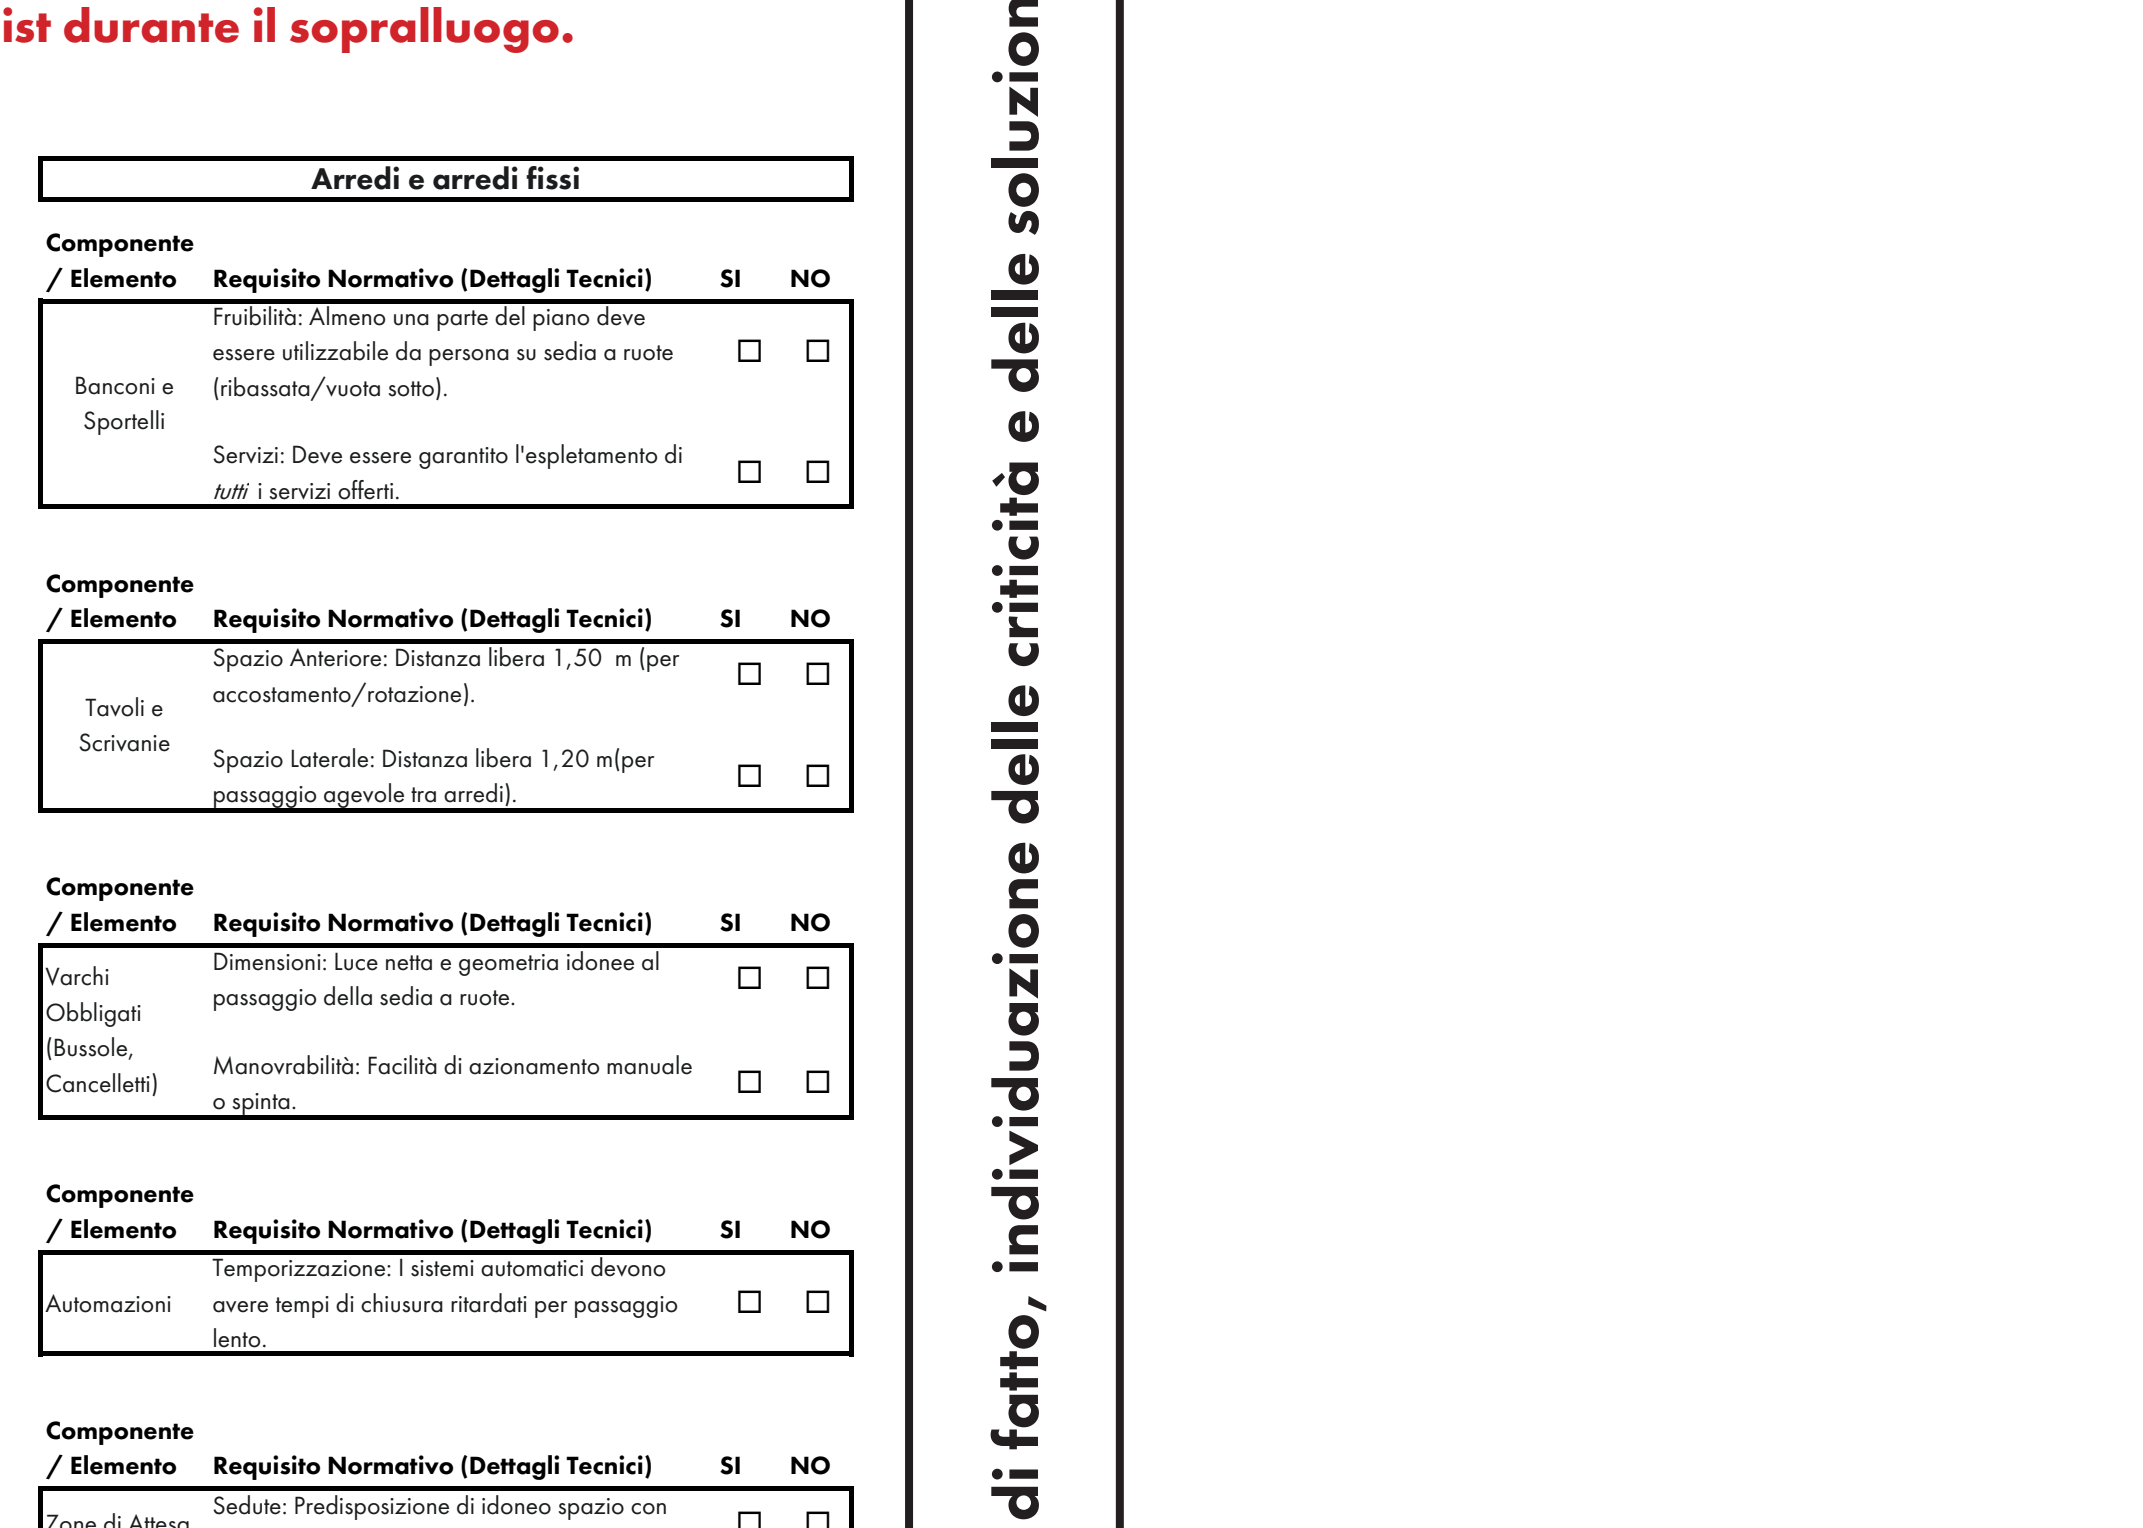 ist durante il sopralluogo.
Arredi e arredi fissi
Componente
/ Elemento Requisito Normativo (Dettagli Tecnici) SI NO
Fruibilità: Almeno una parte del piano deve
essere utilizzabile da persona su sedia a ruote
(ribassata/vuota sotto).
Banconi e
Sportelli
Servizi: Deve essere garantito l'espletamento di
tutti i servizi offerti.
Componente
/ Elemento Requisito Normativo (Dettagli Tecnici) SI NO
Spazio Anteriore: Distanza libera 1,50 m (per
accostamento/rotazione).
Tavoli e
Scrivanie
Spazio Laterale: Distanza libera 1,20 m(per
passaggio agevole tra arredi).
Componente
/ Elemento Requisito Normativo (Dettagli Tecnici) SI NO
Varchi
Obbligati
(Bussole,
Cancelletti)
Dimensioni: Luce netta e geometria idonee al
passaggio della sedia a ruote.
Manovrabilità: Facilità di azionamento manuale
o spinta.
Componente
/ Elemento Requisito Normativo (Dettagli Tecnici) SI NO
Automazioni
Temporizzazione: I sistemi automatici devono
avere tempi di chiusura ritardati per passaggio
lento.
Componente
/ Elemento Requisito Normativo (Dettagli Tecnici) SI NO
Zone di Attesa
Sedute: Predisposizione di idoneo spazio con
di fatto, individuazione delle criticità e delle soluzion